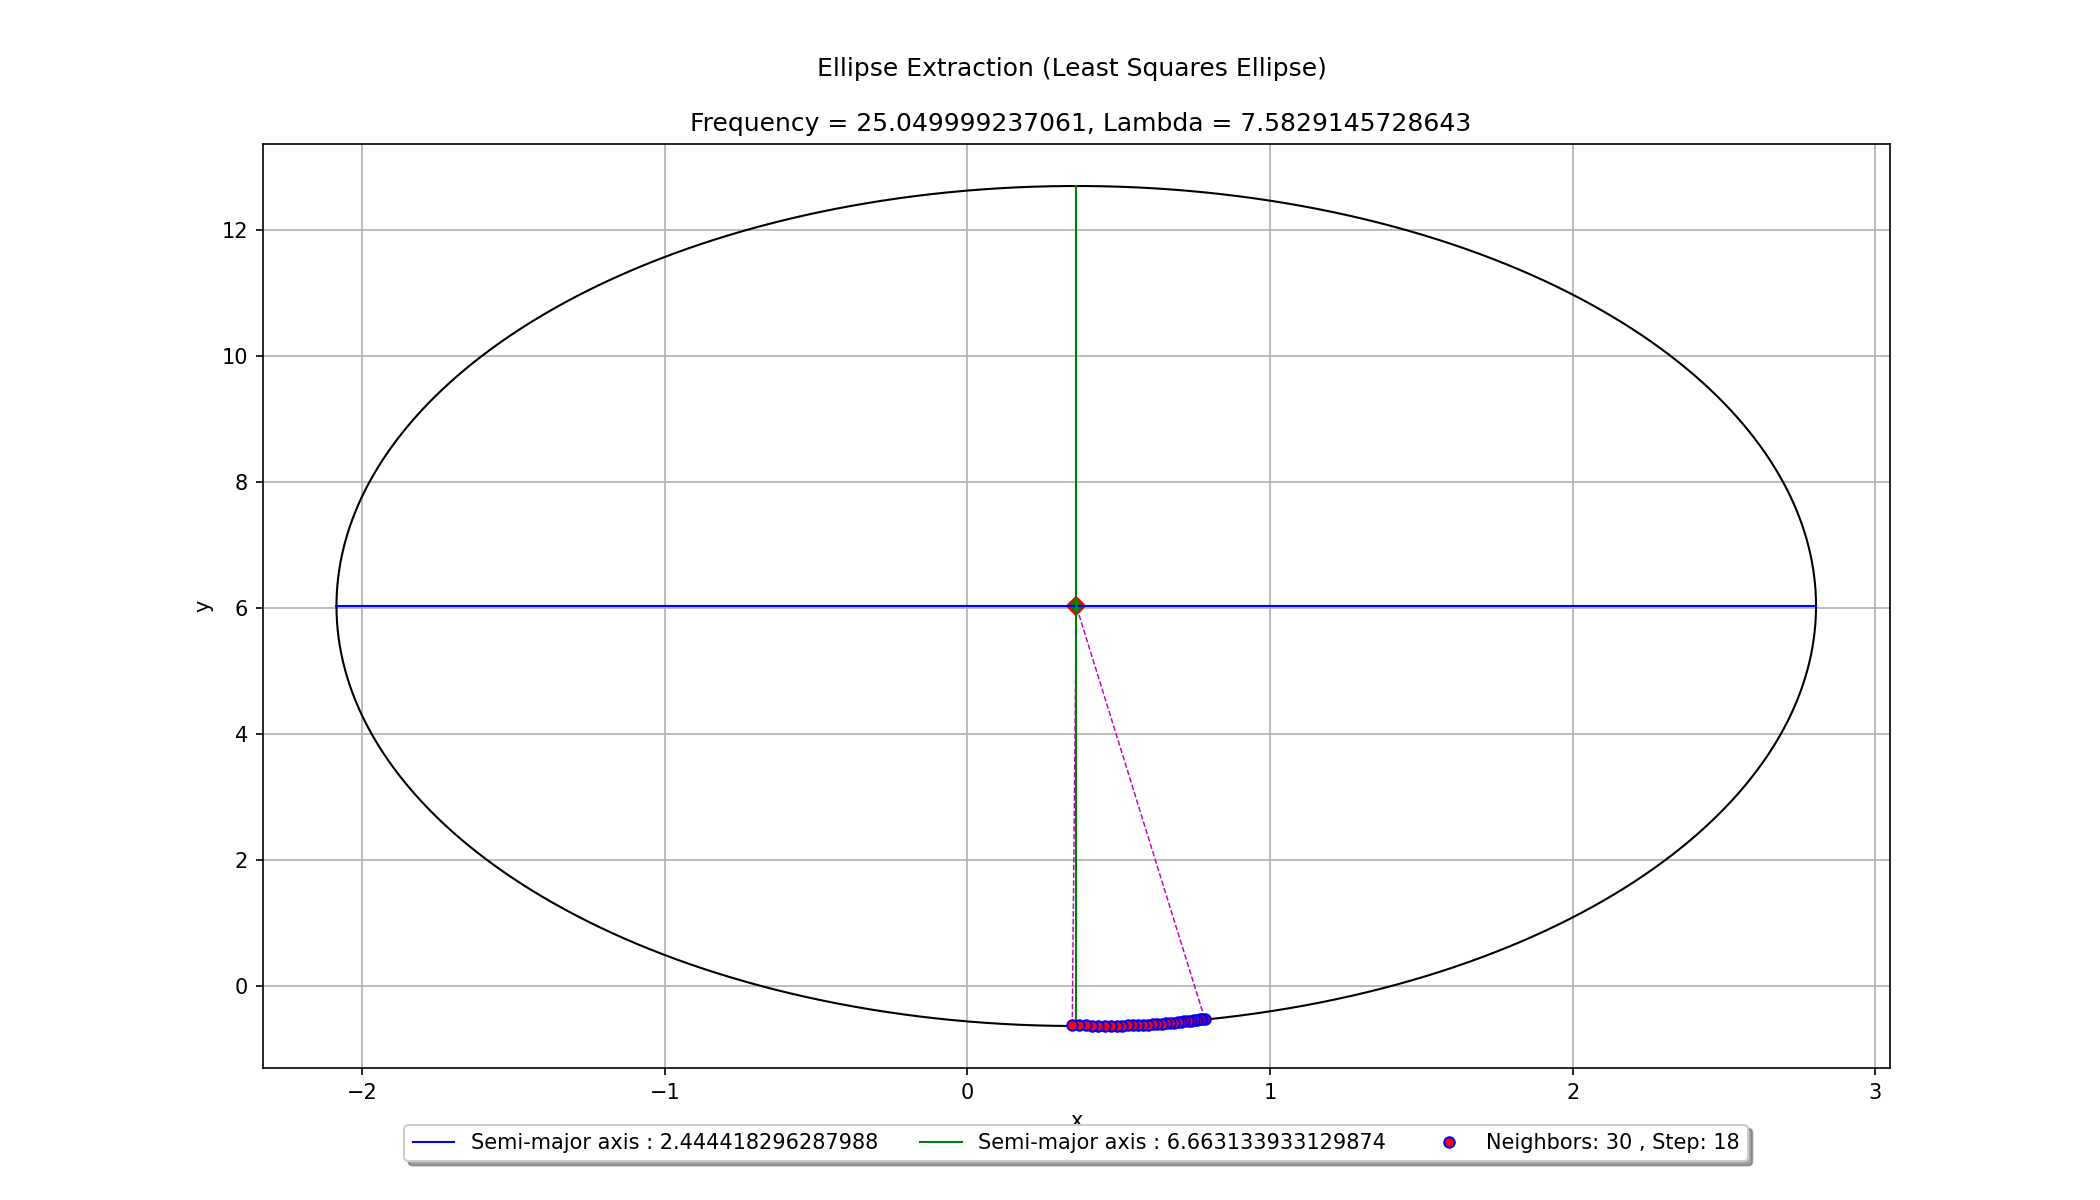 Ellipse Extraction (Least Squares Ellipse)
Frequency = 25.049999237061, Lambda = 7.5829145728643
12
10
8
6
4
2
0
y
−2 −1 0 1 2 3
x
Semi-major axis : 2.444418296287988 Semi-major axis : 6.663133933129874 Neighbors: 30 , Step: 18